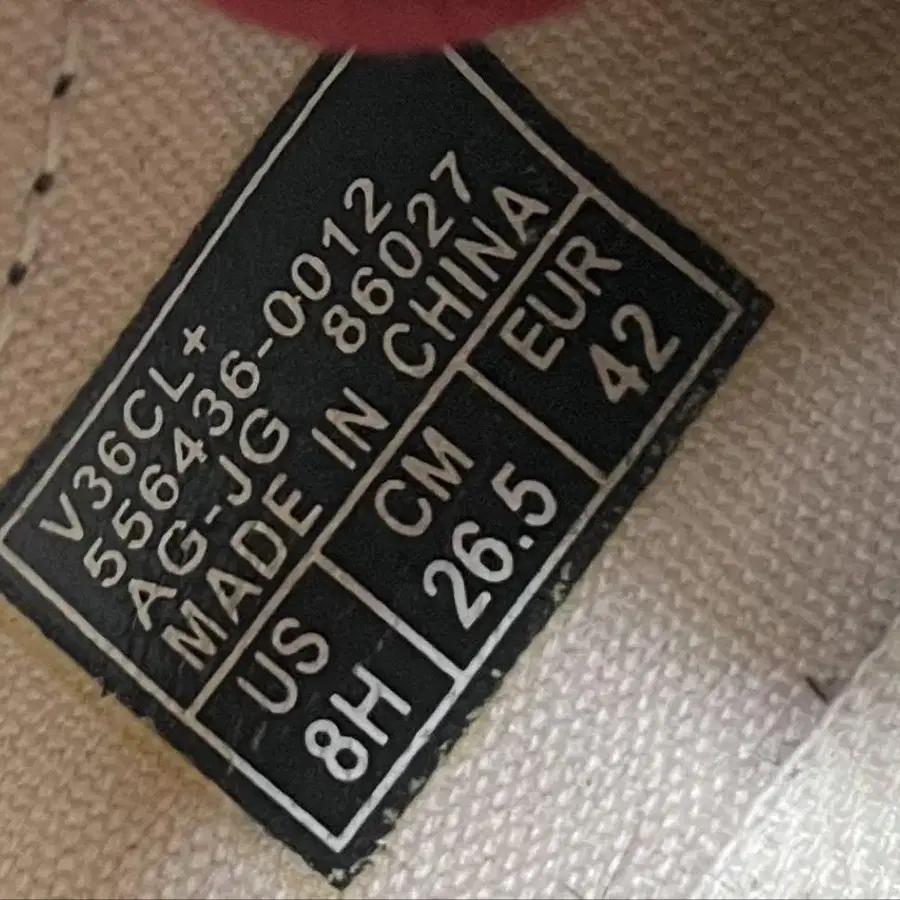 V36CL+
556436-0012
AG-JG 86027
MADE IN CHINA
US CM EUR
8H 26.5 42